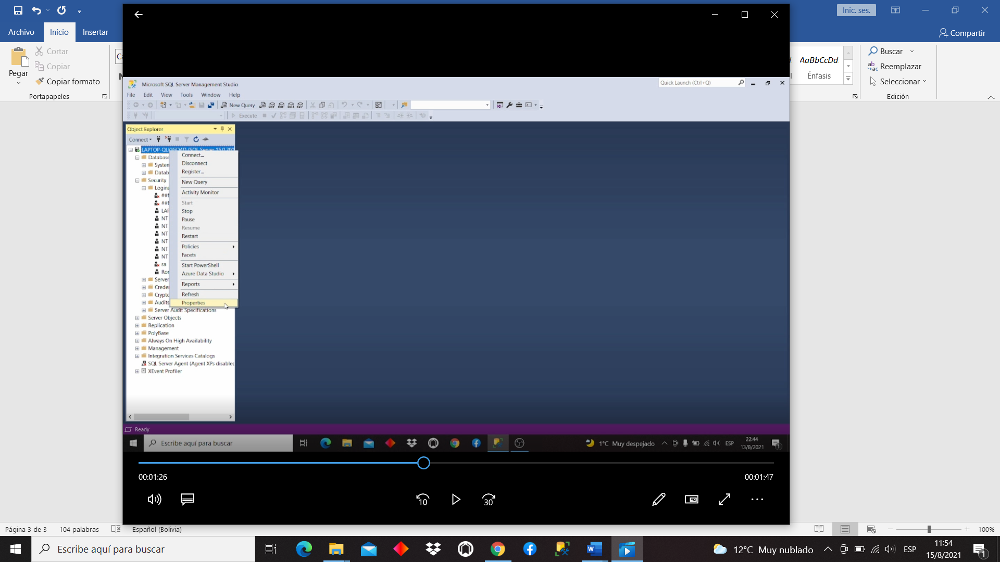 Inic. ses.
Archivo
Inicio
Insertar
Compartir
Pegar
Cortar
Copiar
Copiar formato
Portapapeles
AaBbCcDd
Énfasis
Buscar
Reemplazar
Seleccionar
Edición
Microsoft SQL Server Management Studio
Quick Launch (Ctrl+Q)
File Edit View Tools Window Help
New Query
Execute
Object Explorer
Connect
LAPTOP-QLKIGD4D (SQL Server 15.0.200
Database
System
Datab
Security
Logins
##
##
LAP
NT
NT
NT
NT
NT
NT
sa
Ror
Server
Creder
Crypto
Audits
Server Audit Specifications
Server Objects
Replication
PolyBase
Always On High Availability
Management
Integration Services Catalogs
SQL Server Agent (Agent XPs disabled
XEvent Profiler
Connect...
Disconnect
Register...
New Query
Activity Monitor
Start
Stop
Pause
Resume
Restart
Policies
Facets
Start PowerShell
Azure Data Studio
Reports
Refresh
Properties
Ready
Escribe aquí para buscar
1°C Muy despejado
ESP
22:44
13/8/2021
1
00:01:26
00:01:47
10
30
Página 3 de 3
104 palabras
Español (Bolivia)
100%
Escribe aquí para buscar
12°C Muy nublado
ESP
11:54
15/8/2021
1